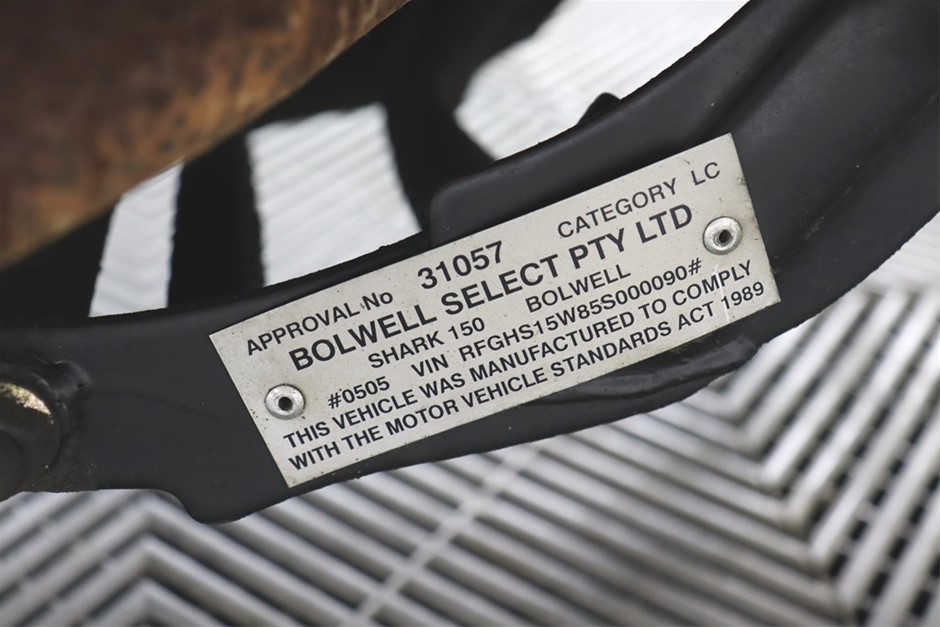 APPROVAL No 31057 CATEGORY LC
BOLWELL SELECT PTY LTD
SHARK 150 BOLWELL
#0505 VIN RFGHS15W85S000090#
THIS VEHICLE WAS MANUFACTURED TO COMPLY
WITH THE MOTOR VEHICLE STANDARDS ACT 1989